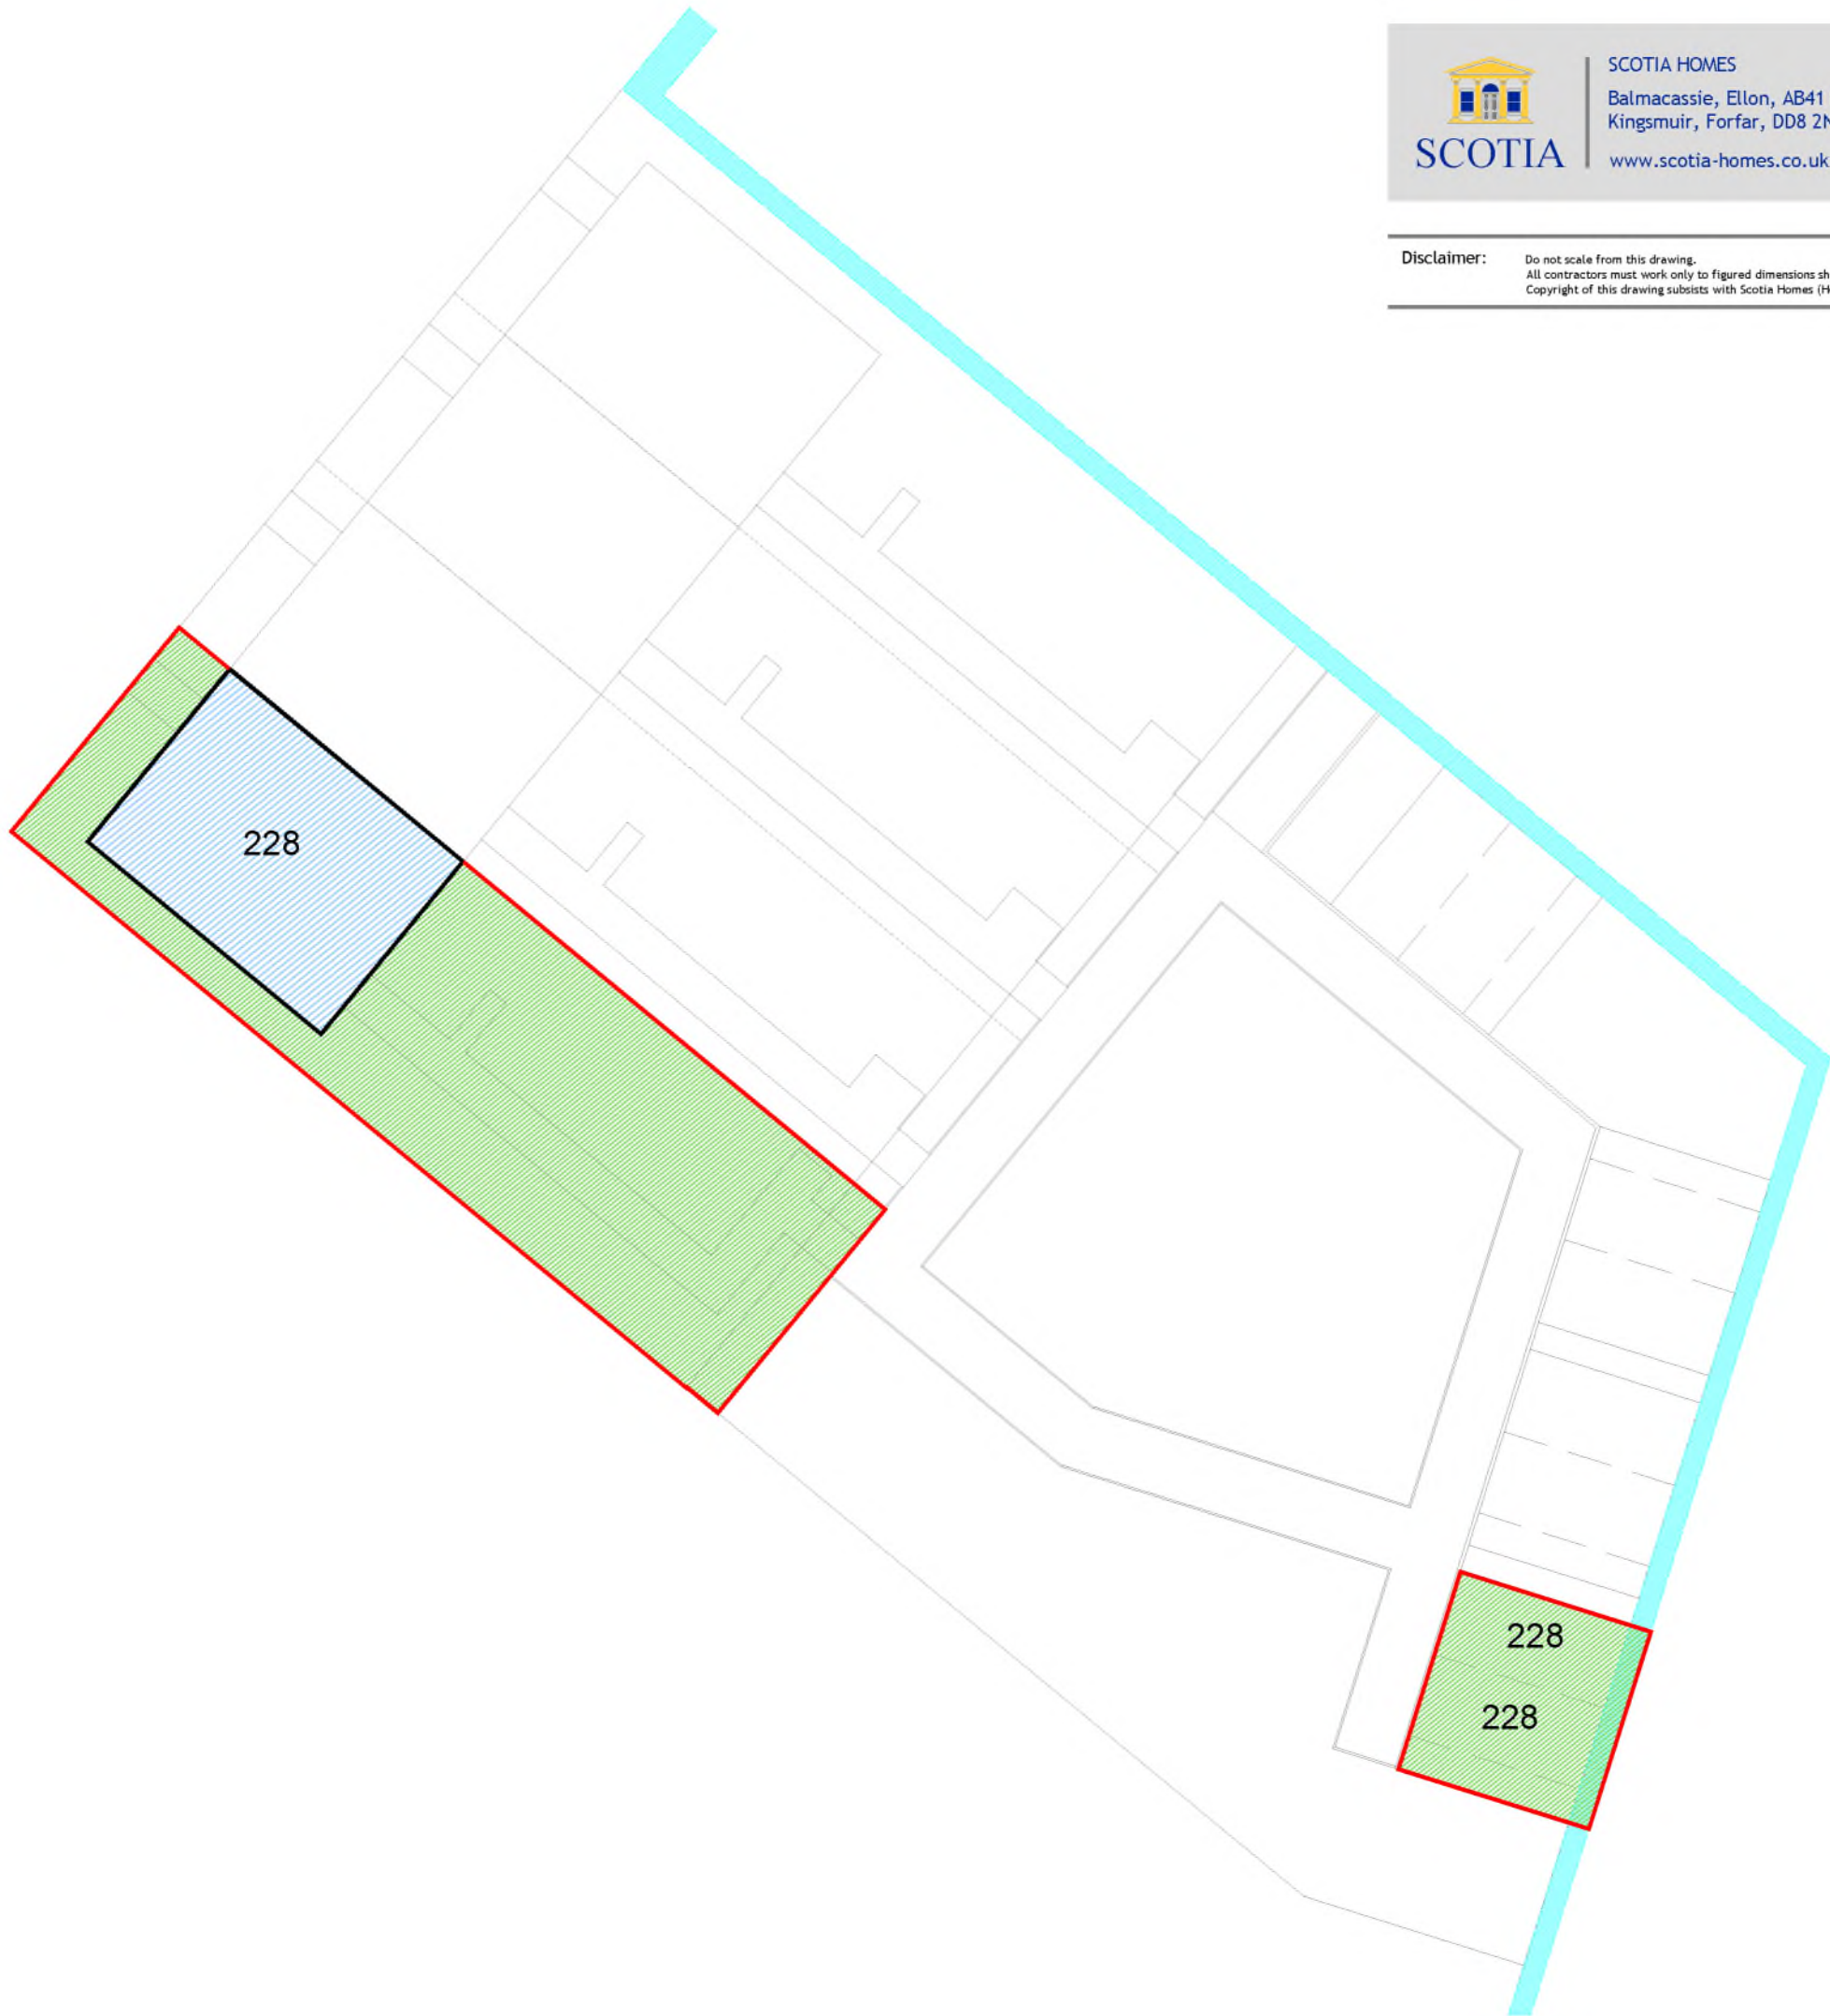 SCOTIA
SCOTIA HOMES
Balmacassie, Ellon, AB41
Kingsmuir, Forfar, DD8 2N
www.scotia-homes.co.uk
Disclaimer:
Do not scale from this drawing.
All contractors must work only to figured dimensions sh
Copyright of this drawing subsists with Scotia Homes (H
228
228
228